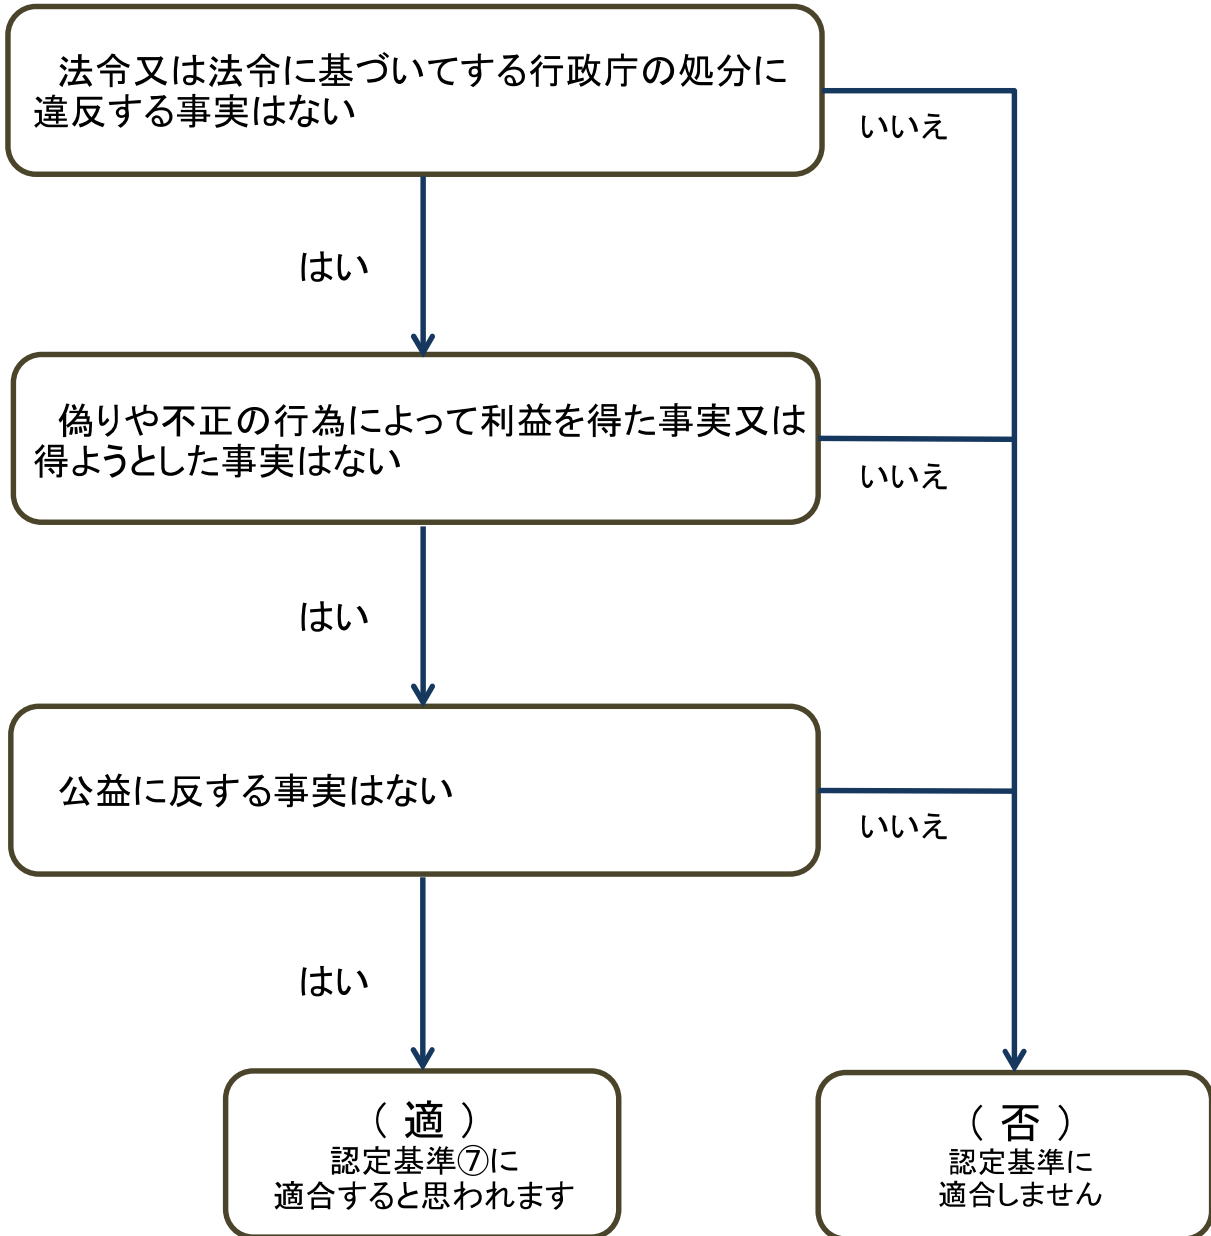 法令又は法令に基づいてする行政庁の処分に
違反する事実はない
いいえ
はい
偽りや不正の行為によって利益を得た事実又は
得ようとした事実はない
いいえ
はい
公益に反する事実はない
いいえ
はい
（ 適 ）
認定基準⑦に
適合すると思われます
（ 否 ）
認定基準に
適合しません